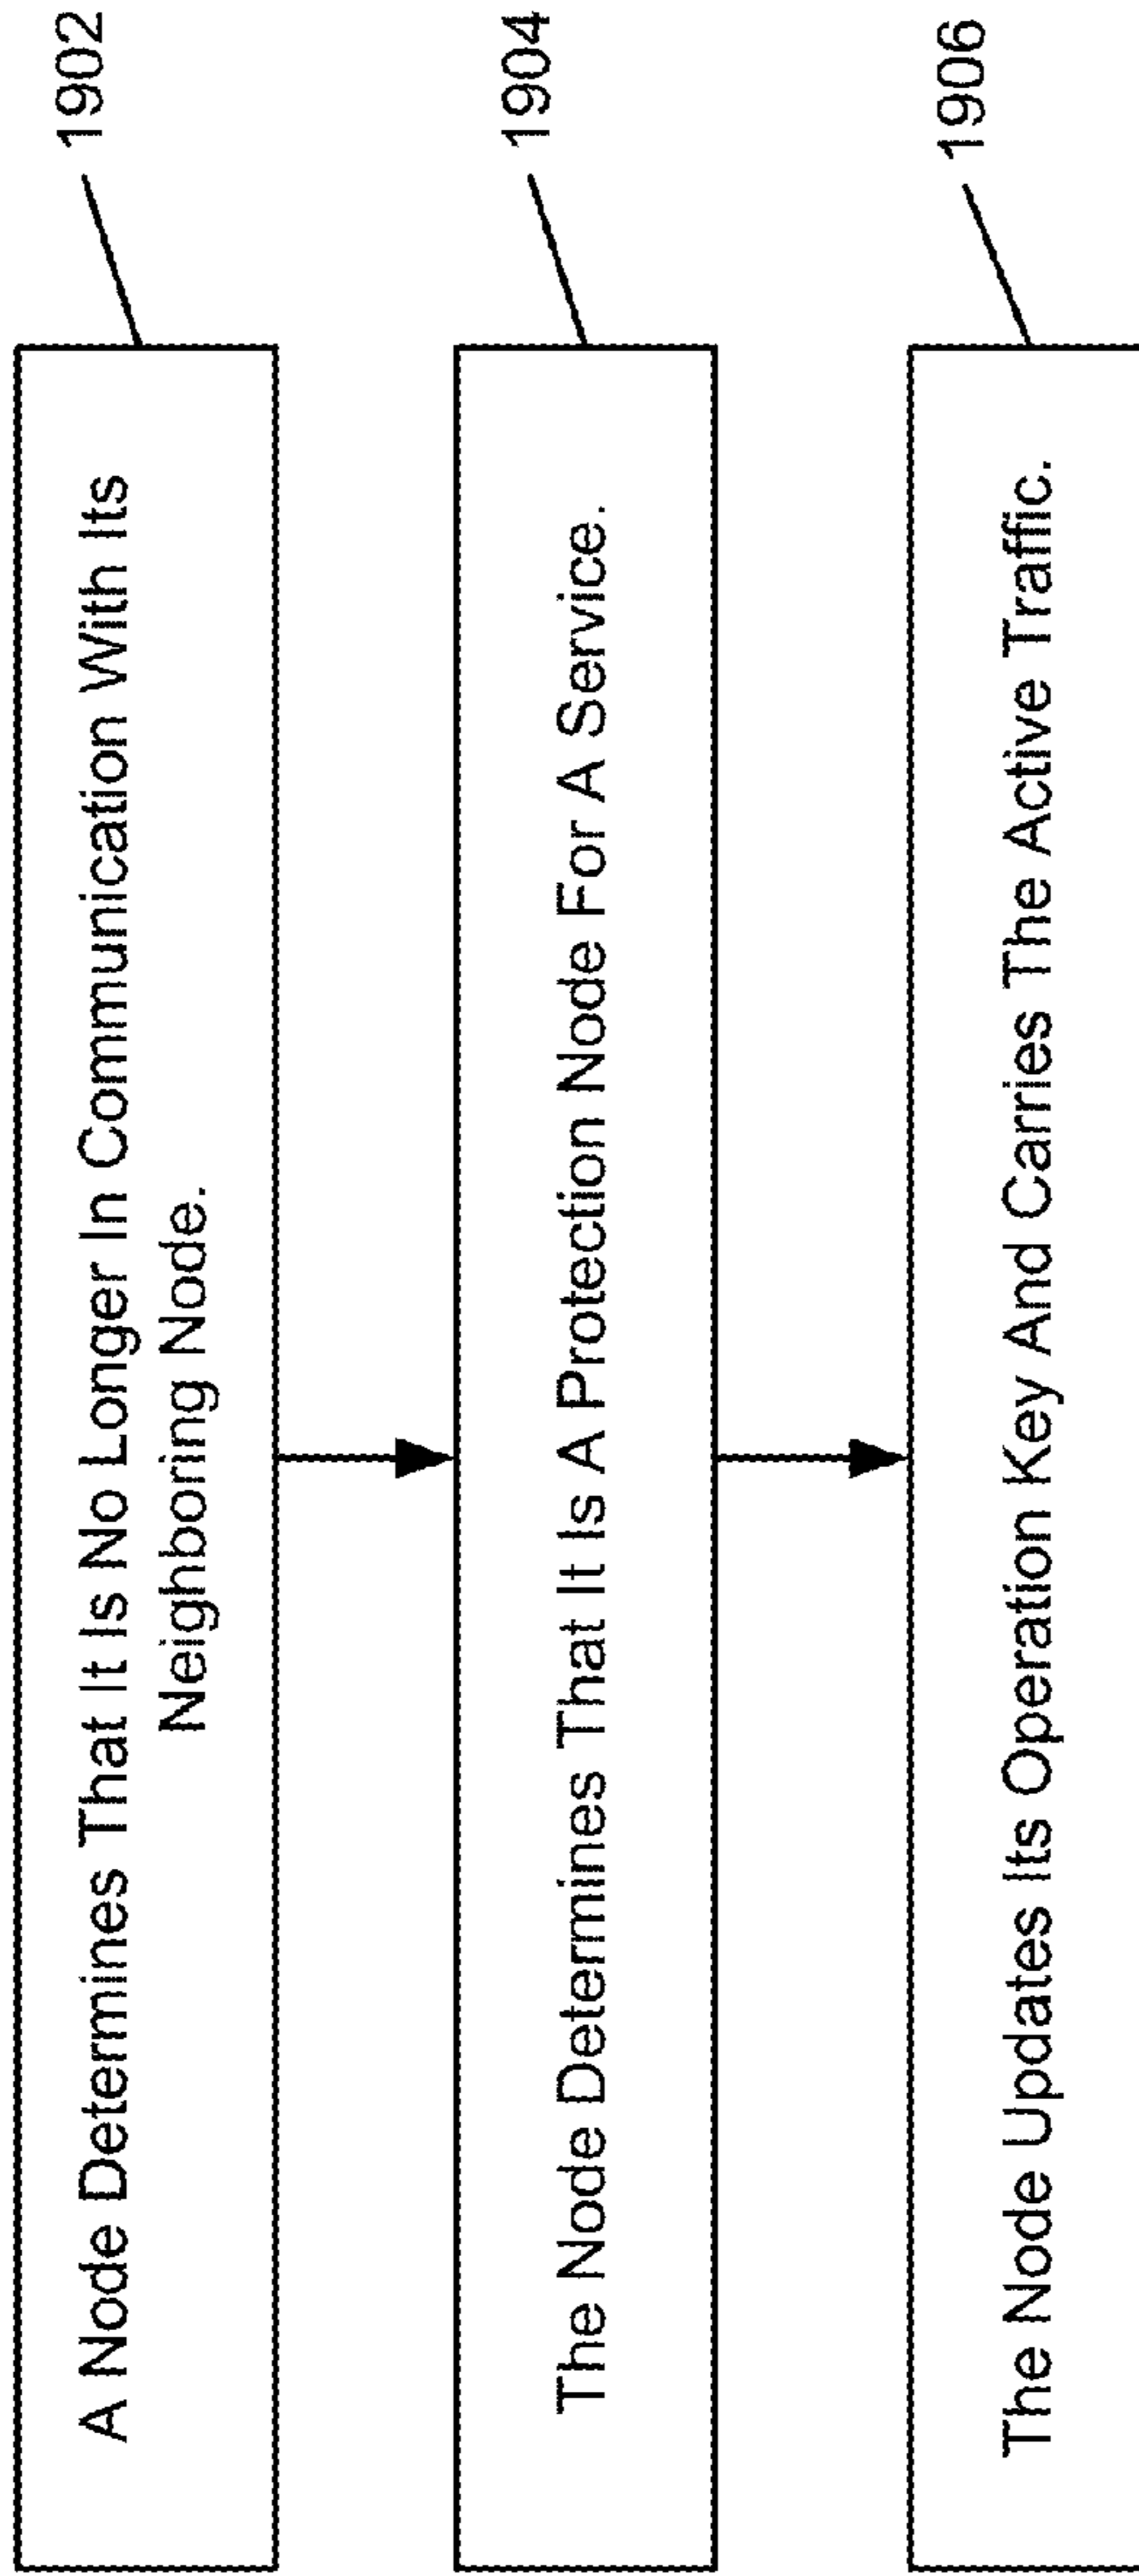 A Node Determines That It Is No Longer In Communication With Its
Neighboring Node.
1902
The Node Determines That It Is A Protection Node For A Service.
1904
The Node Updates Its Operation Key And Carries The Active Traffic.
1906